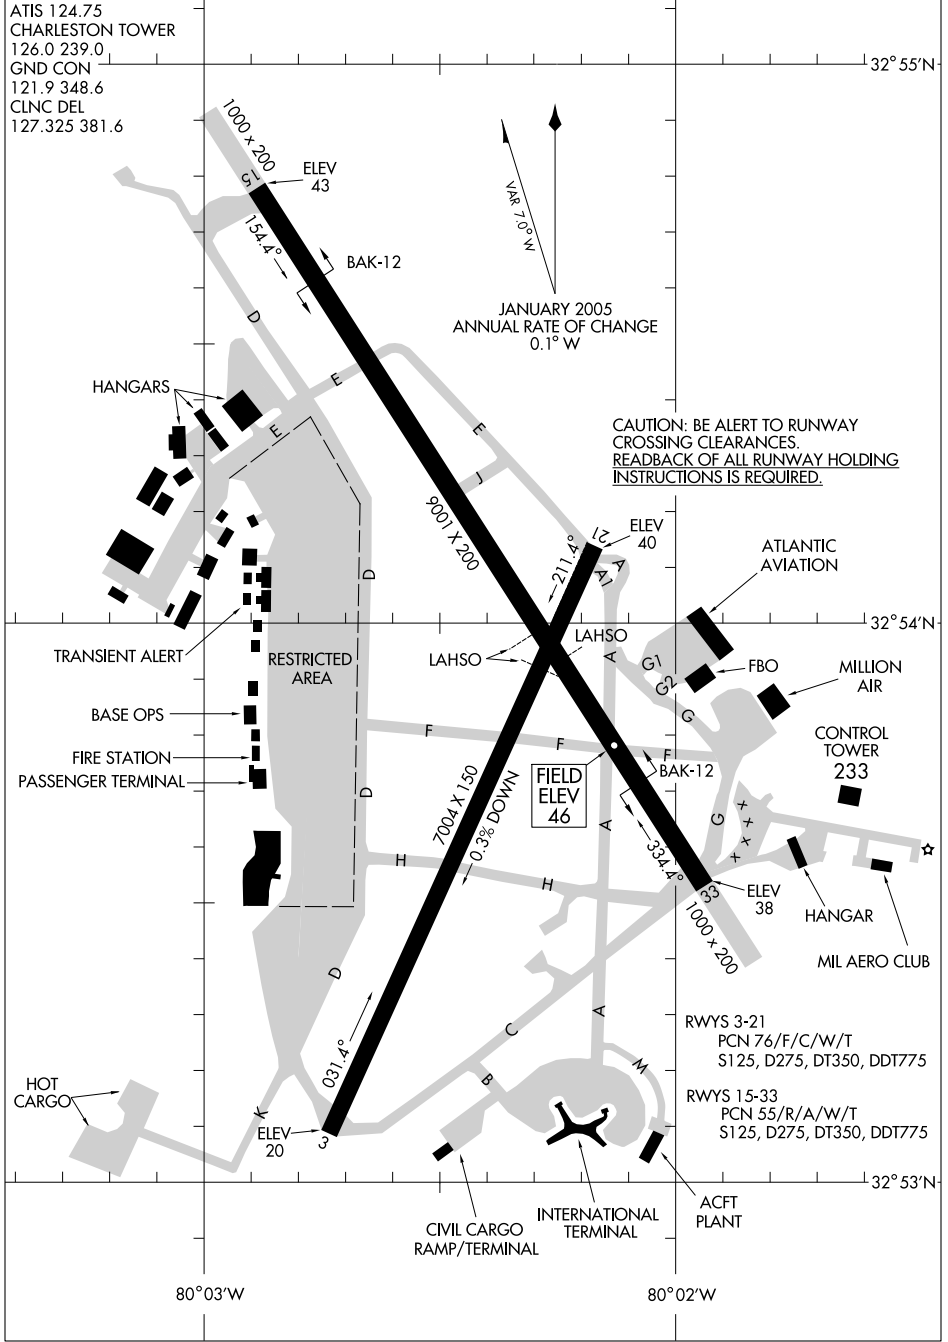 ATIS 124.75
CHARLESTON TOWER
126.0 239.0
GND CON
121.9 348.6
CLNC DEL
127.325 381.6
32°55'N
1000 x 200
15
ELEV
43
154.4°
BAK-12
VAR 7.0° W
JANUARY 2005
ANNUAL RATE OF CHANGE
0.1° W
D
HANGARS
E
E
E
J
CAUTION: BE ALERT TO RUNWAY
CROSSING CLEARANCES.
READBACK OF ALL RUNWAY HOLDING
INSTRUCTIONS IS REQUIRED.
9001 X 200
21
ELEV
40
211.4°
A
A1
ATLANTIC
AVIATION
D
32°54'N
TRANSIENT ALERT
RESTRICTED
AREA
LAHSO
LAHSO
A
G1
G2
G
FBO
MILLION
AIR
BASE OPS
F
F
F
FIRE STATION
PASSENGER TERMINAL
D
FIELD
ELEV
46
BAK-12
CONTROL
TOWER
233
7004 X 150
0.3% DOWN
A
G
x
x
x
x
334.4°
H
H
33
ELEV
38
1000 x 200
HANGAR
MIL AERO CLUB
D
C
A
RWYS 3-21
PCN 76/F/C/W/T
S125, D275, DT350, DDT775
RWYS 15-33
PCN 55/R/A/W/T
S125, D275, DT350, DDT775
031.4°
B
M
HOT
CARGO
K
ELEV
20
3
32°53'N
CIVIL CARGO
RAMP/TERMINAL
INTERNATIONAL
TERMINAL
ACFT
PLANT
80°03'W
80°02'W